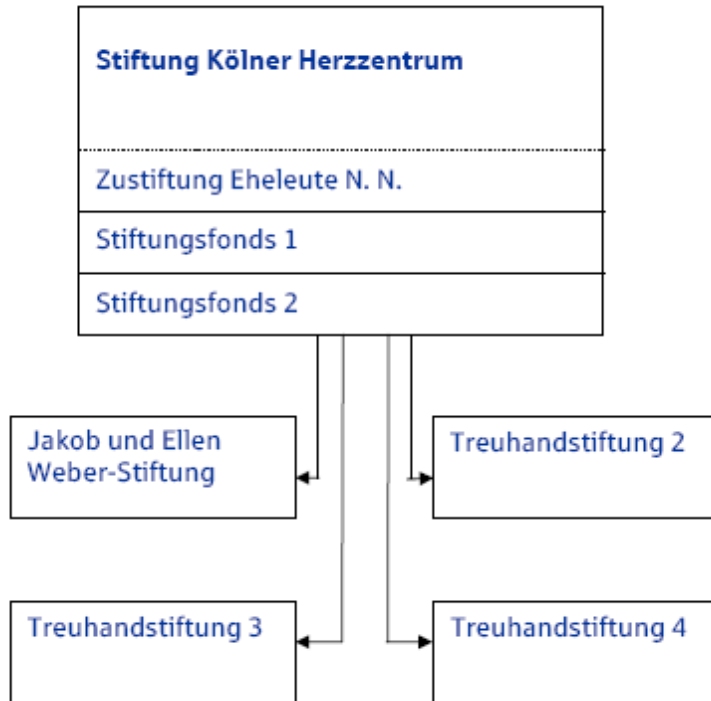 Stiftung Kölner Herzzentrum
Zustiftung Eheleute N. N.
Stiftungsfonds 1
Stiftungsfonds 2
Jakob und Ellen
Weber-Stiftung
Treuhandstiftung 2
Treuhandstiftung 3
Treuhandstiftung 4